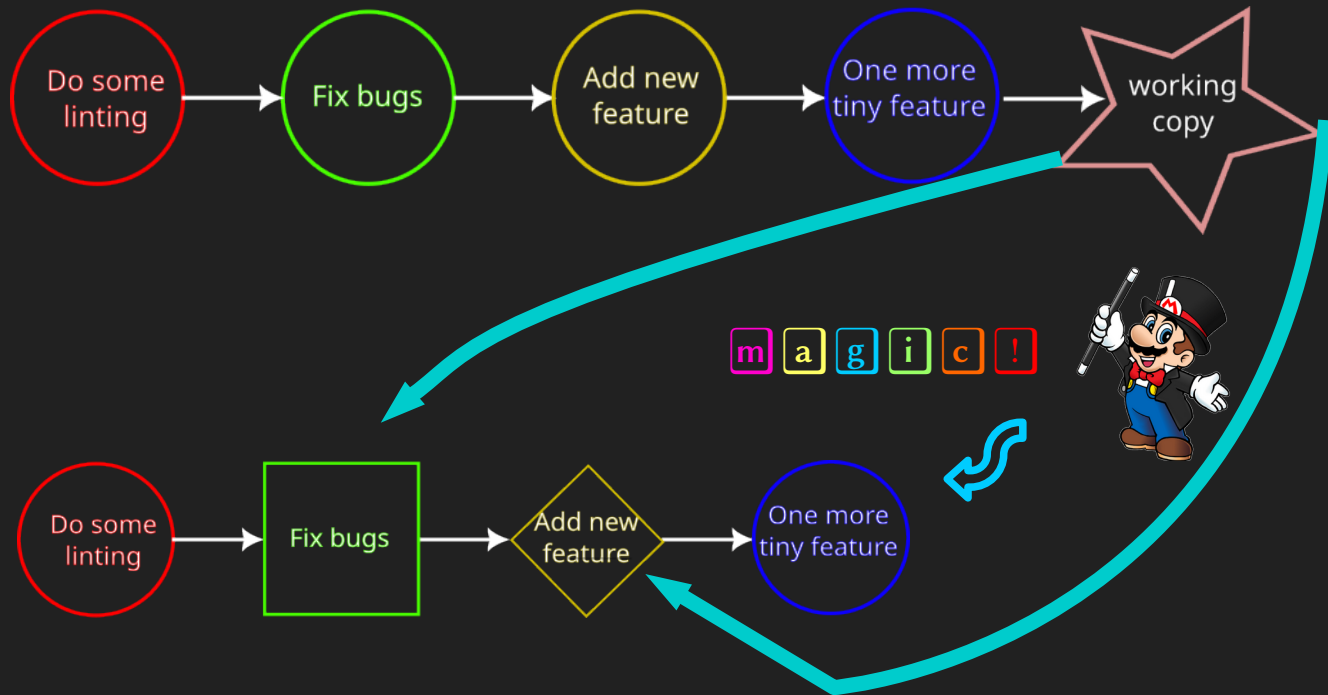 Do some
linting
Fix bugs
Add new
feature
One more
tiny feature
working
copy
magic!
M
Do some
linting
Fix bugs
Add new
feature
One more
tiny feature